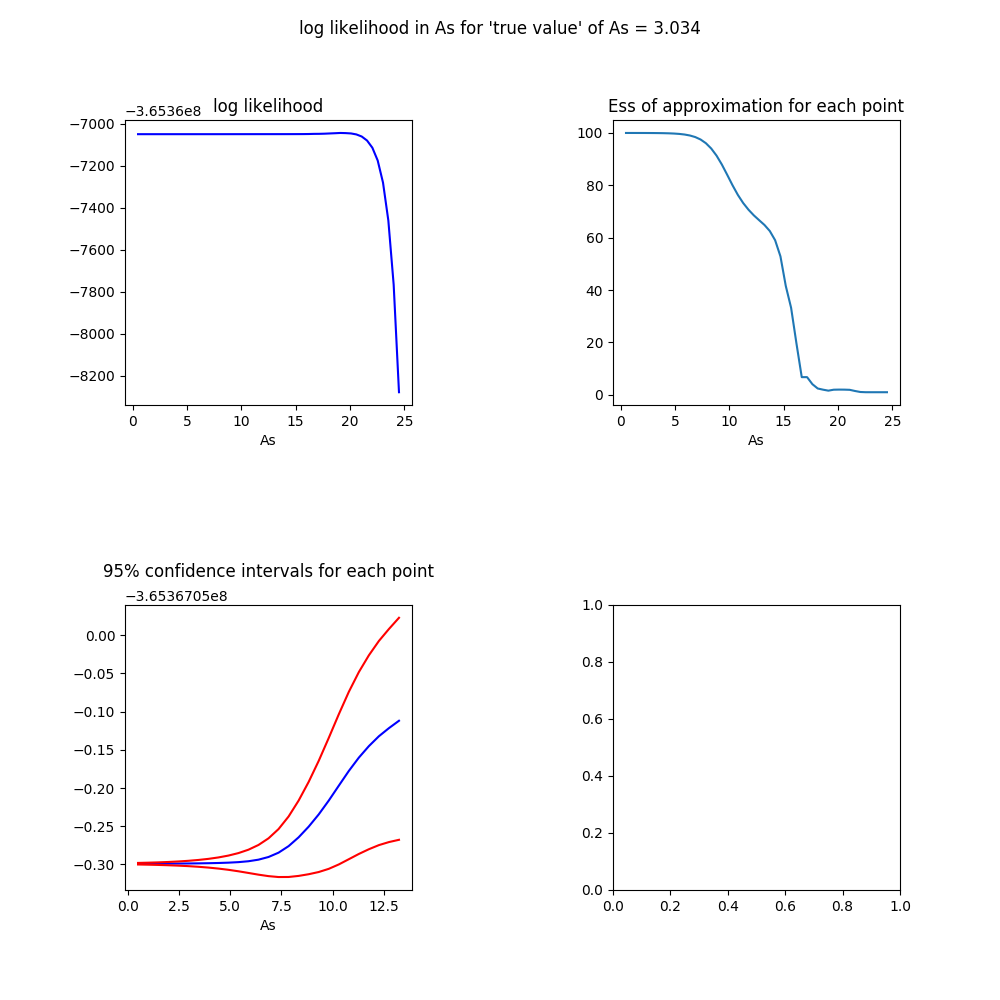 log likelihood in As for 'true value' of As = 3.034
−3.6536e8 log likelihood
−7000
−7200
−7400
−7600
−7800
−8000
−8200
0 5 10 15 20 25
As
Ess of approximation for each point
100
80
60
40
20
0
0 5 10 15 20 25
As
95% confidence intervals for each point
−3.6536705e8
0.00
−0.05
−0.10
−0.15
−0.20
−0.25
−0.30
0.0 2.5 5.0 7.5 10.0 12.5
As
1.0
0.8
0.6
0.4
0.2
0.0
0.0 0.2 0.4 0.6 0.8 1.0